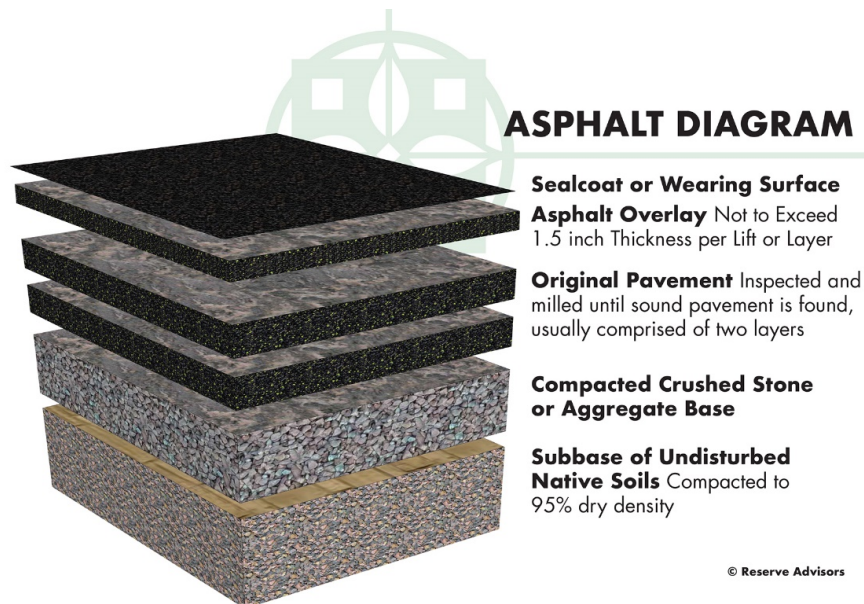 ASPHALT DIAGRAM
Sealcoat or Wearing Surface
Asphalt Overlay Not to Exceed
1.5 inch Thickness per Lift or Layer
Original Pavement Inspected and
milled until sound pavement is found,
usually comprised of two layers
Compacted Crushed Stone
or Aggregate Base
Subbase of Undisturbed
Native Soils Compacted to
95% dry density
© Reserve Advisors